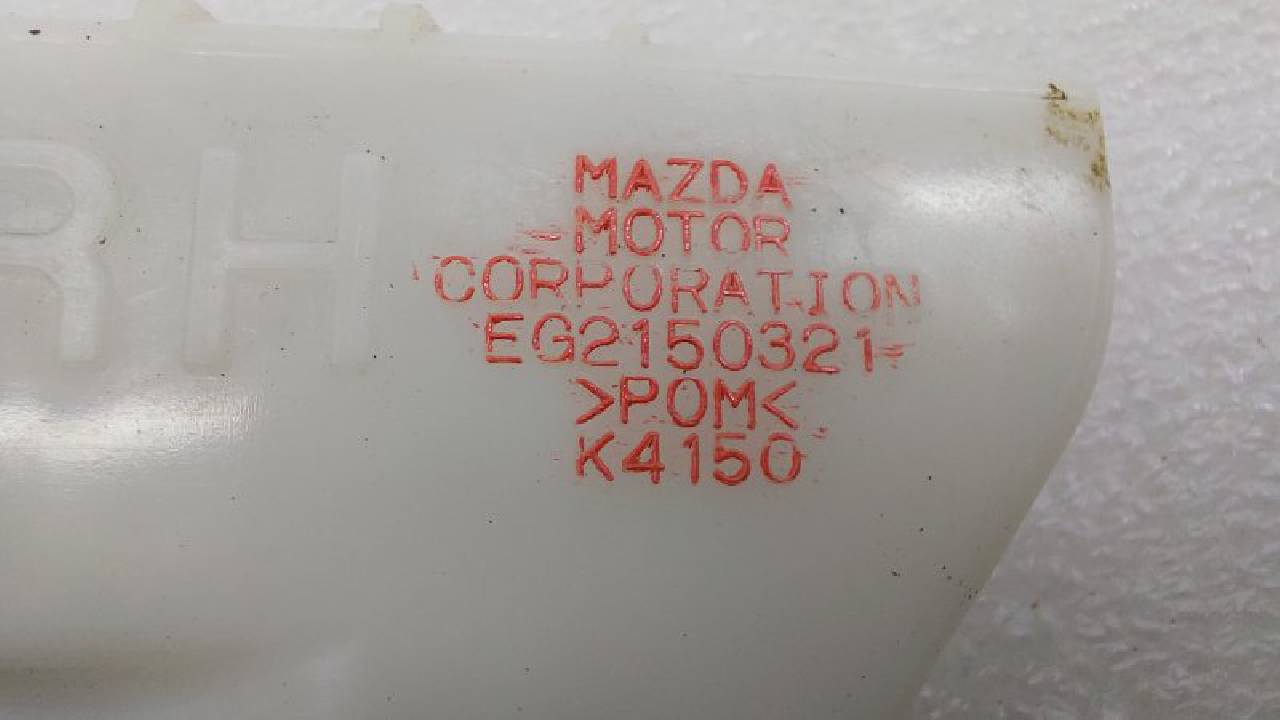 RH
MAZDA
MOTOR
CORPORATION
EG2150321
>POM<
K4150